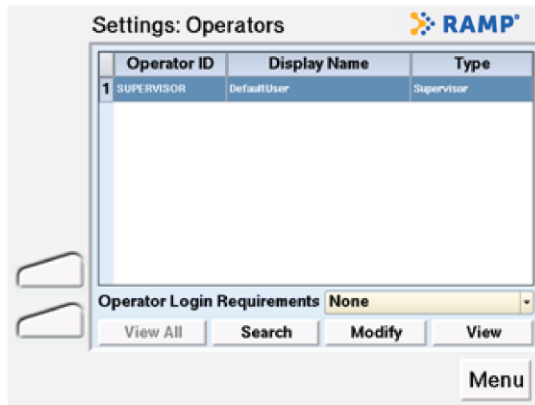 Settings: Operators RAMP®
Operator ID Display Name Type
1 SUPERVISOR DefaultUser Supervisor
Operator Login Requirements None
View All Search Modify View
Menu